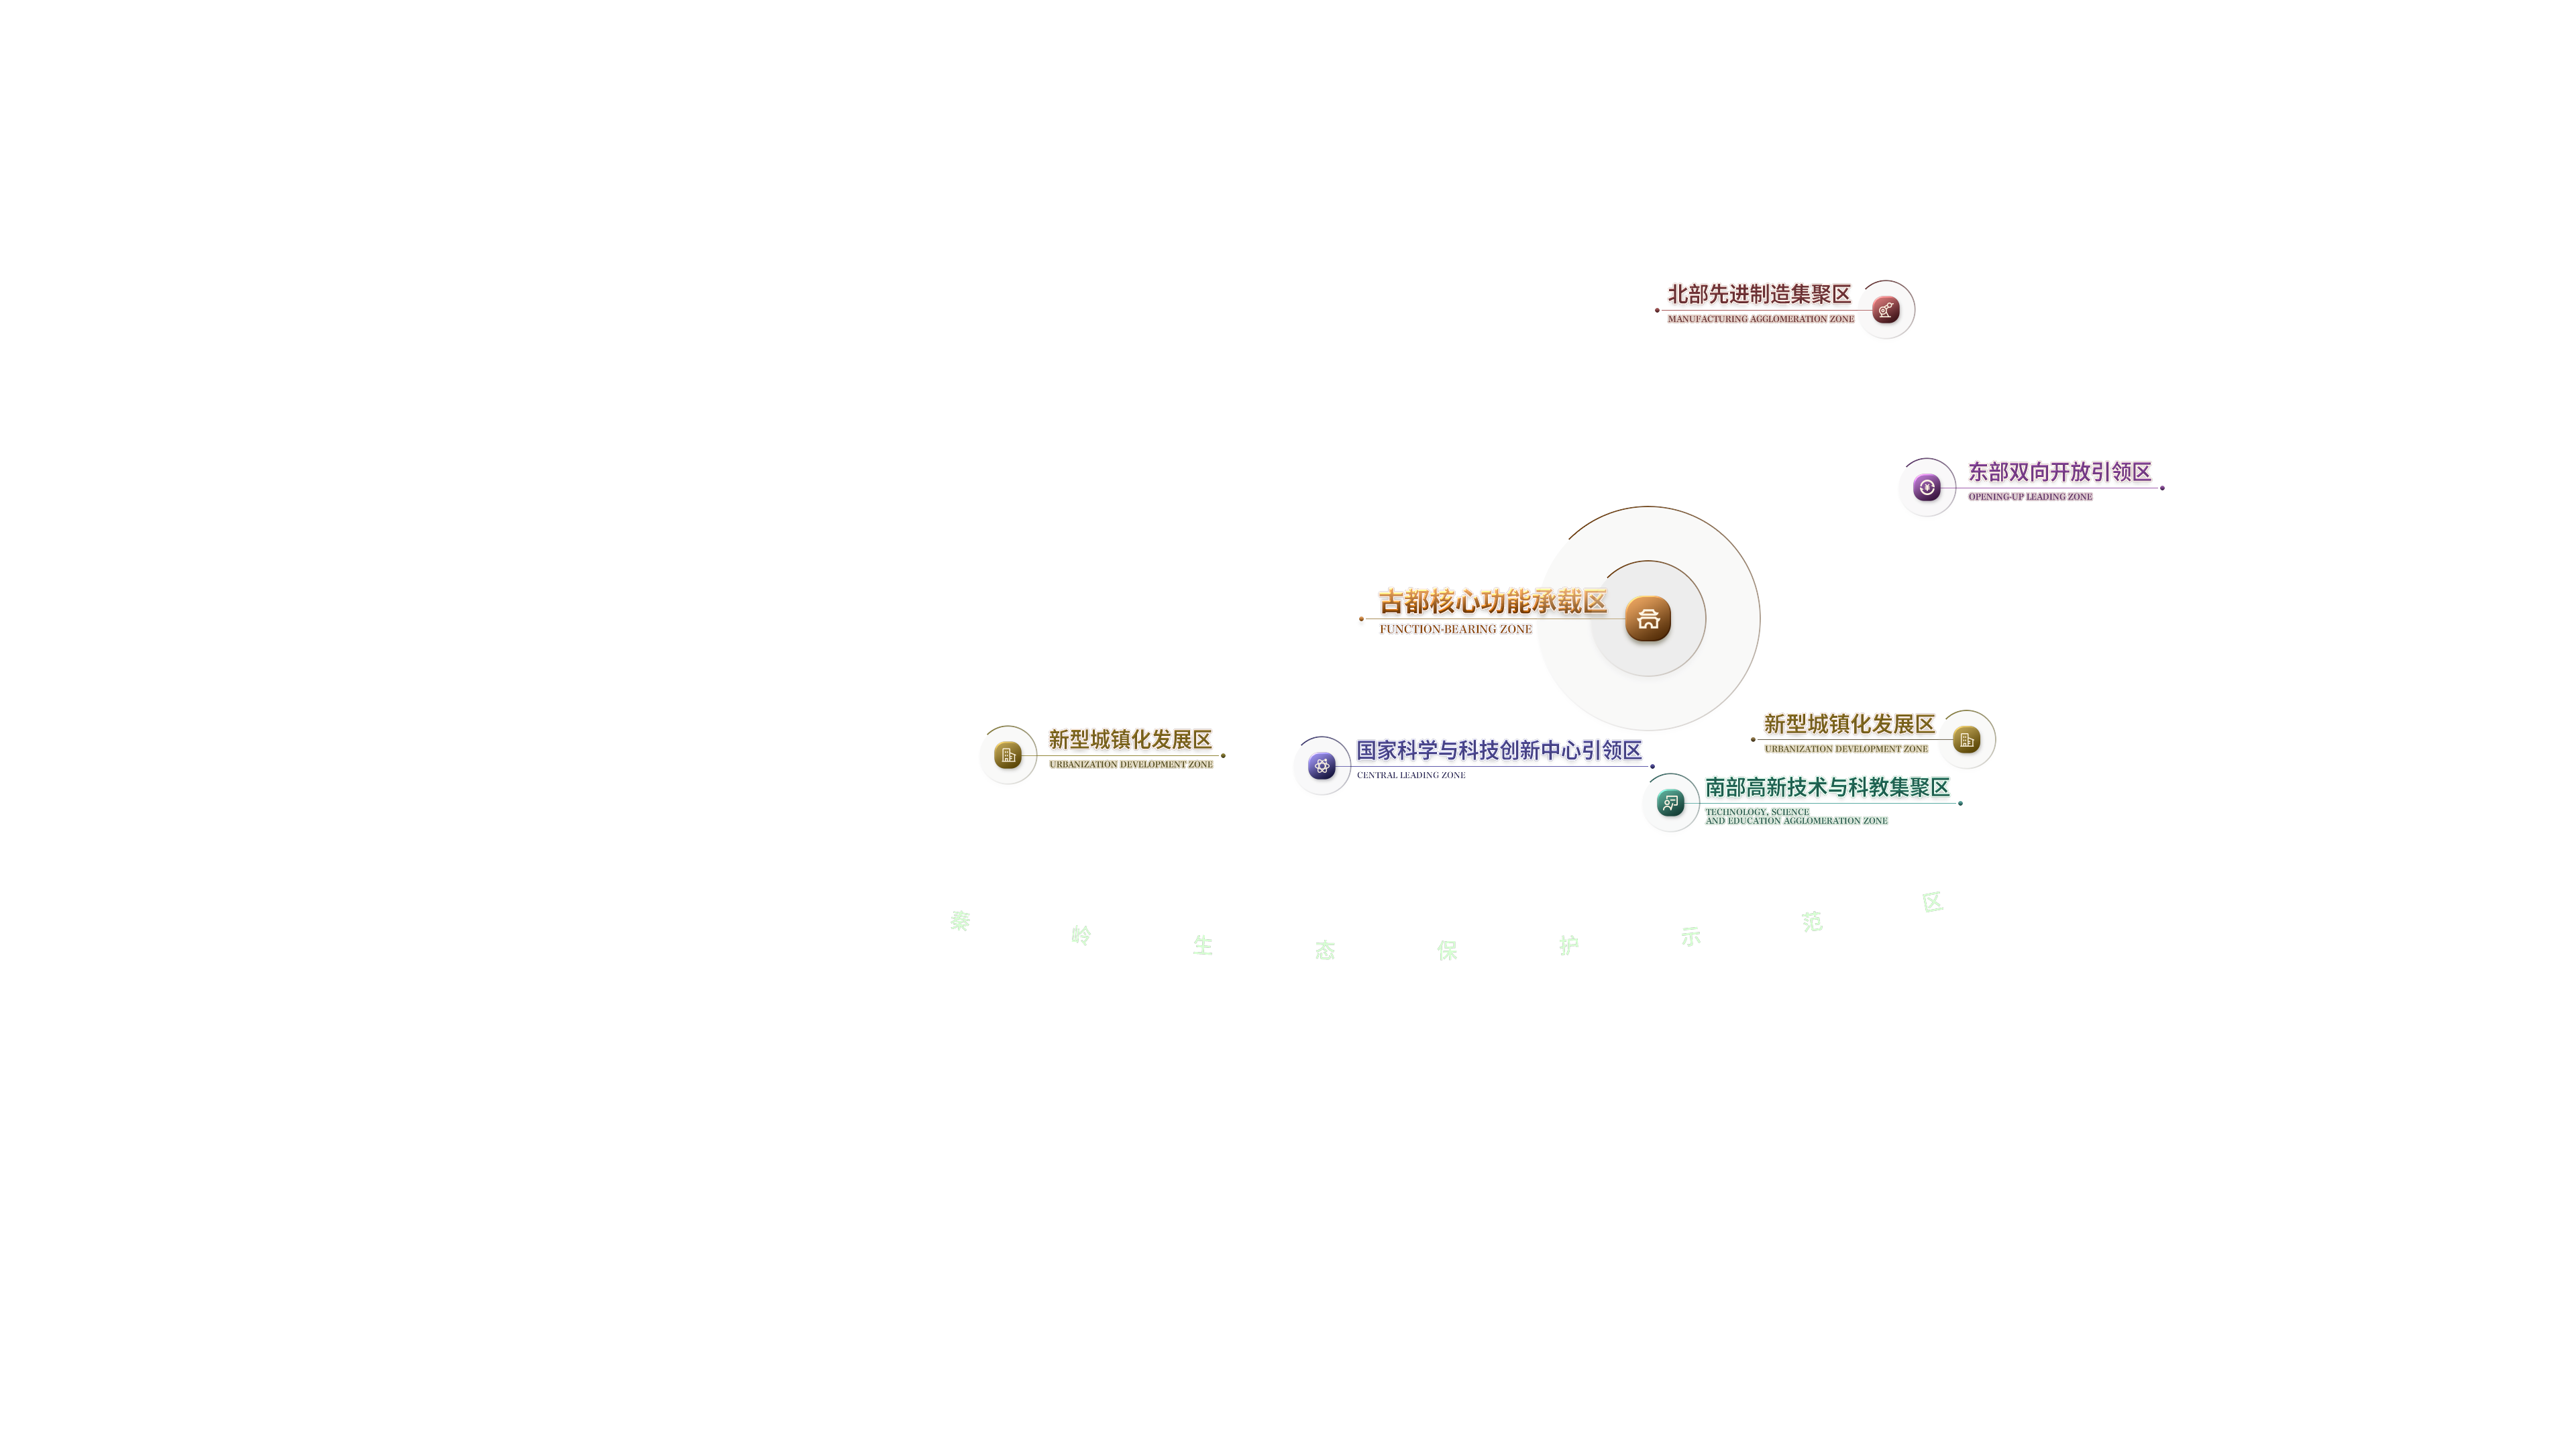 北部先进制造集聚区
MANUFACTURING AGGLOMERATION ZONE
东部双向开放引领区
OPENING-UP LEADING ZONE
古都核心功能承载区
FUNCTION-BEARING ZONE
新型城镇化发展区
URBANIZATION DEVELOPMENT ZONE
国家科学与科技创新中心引领区
CENTRAL LEADING ZONE
新型城镇化发展区
URBANIZATION DEVELOPMENT ZONE
南部高新技术与科教集聚区
TECHNOLOGY, SCIENCE
AND EDUCATION AGGLOMERATION ZONE
秦岭生态保护示范区